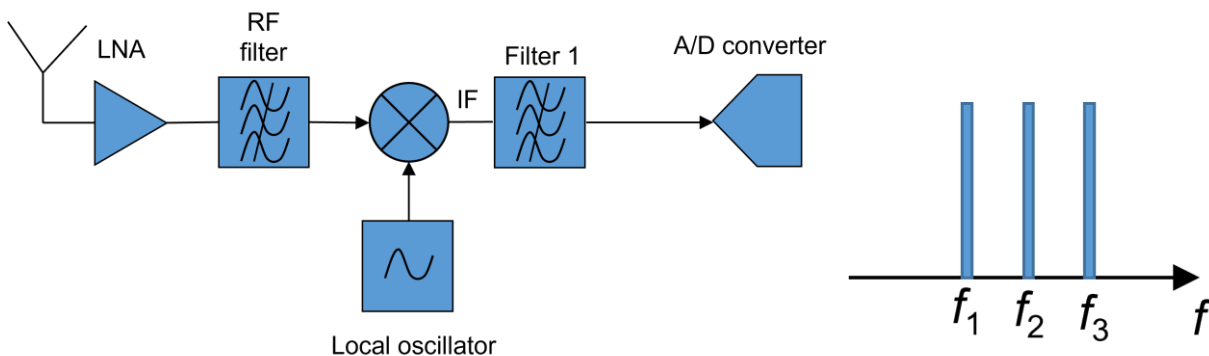 LNA
RF
filter
IF
Filter 1
A/D converter
Local oscillator
f1
f2
f3
f